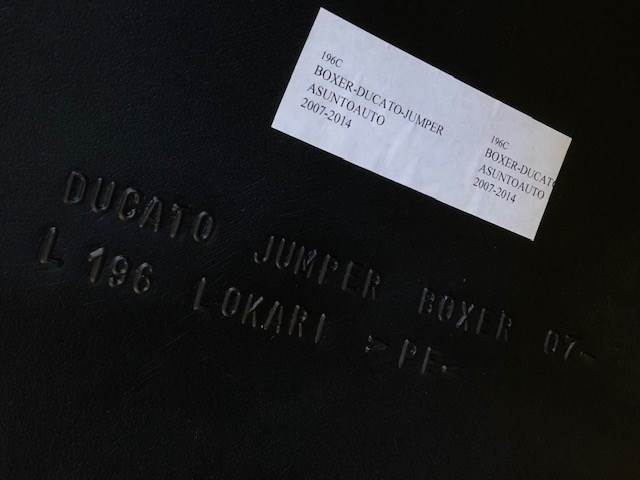 196C
BOXER-DUCATO-JUMPER
ASUNTOAUTO
2007-2014
196C
BOXER-DUCATO
ASUNTOAUTO
2007-2014
DUCATO JUMPER BOXER 07-
L 196 LOKARI >PE<